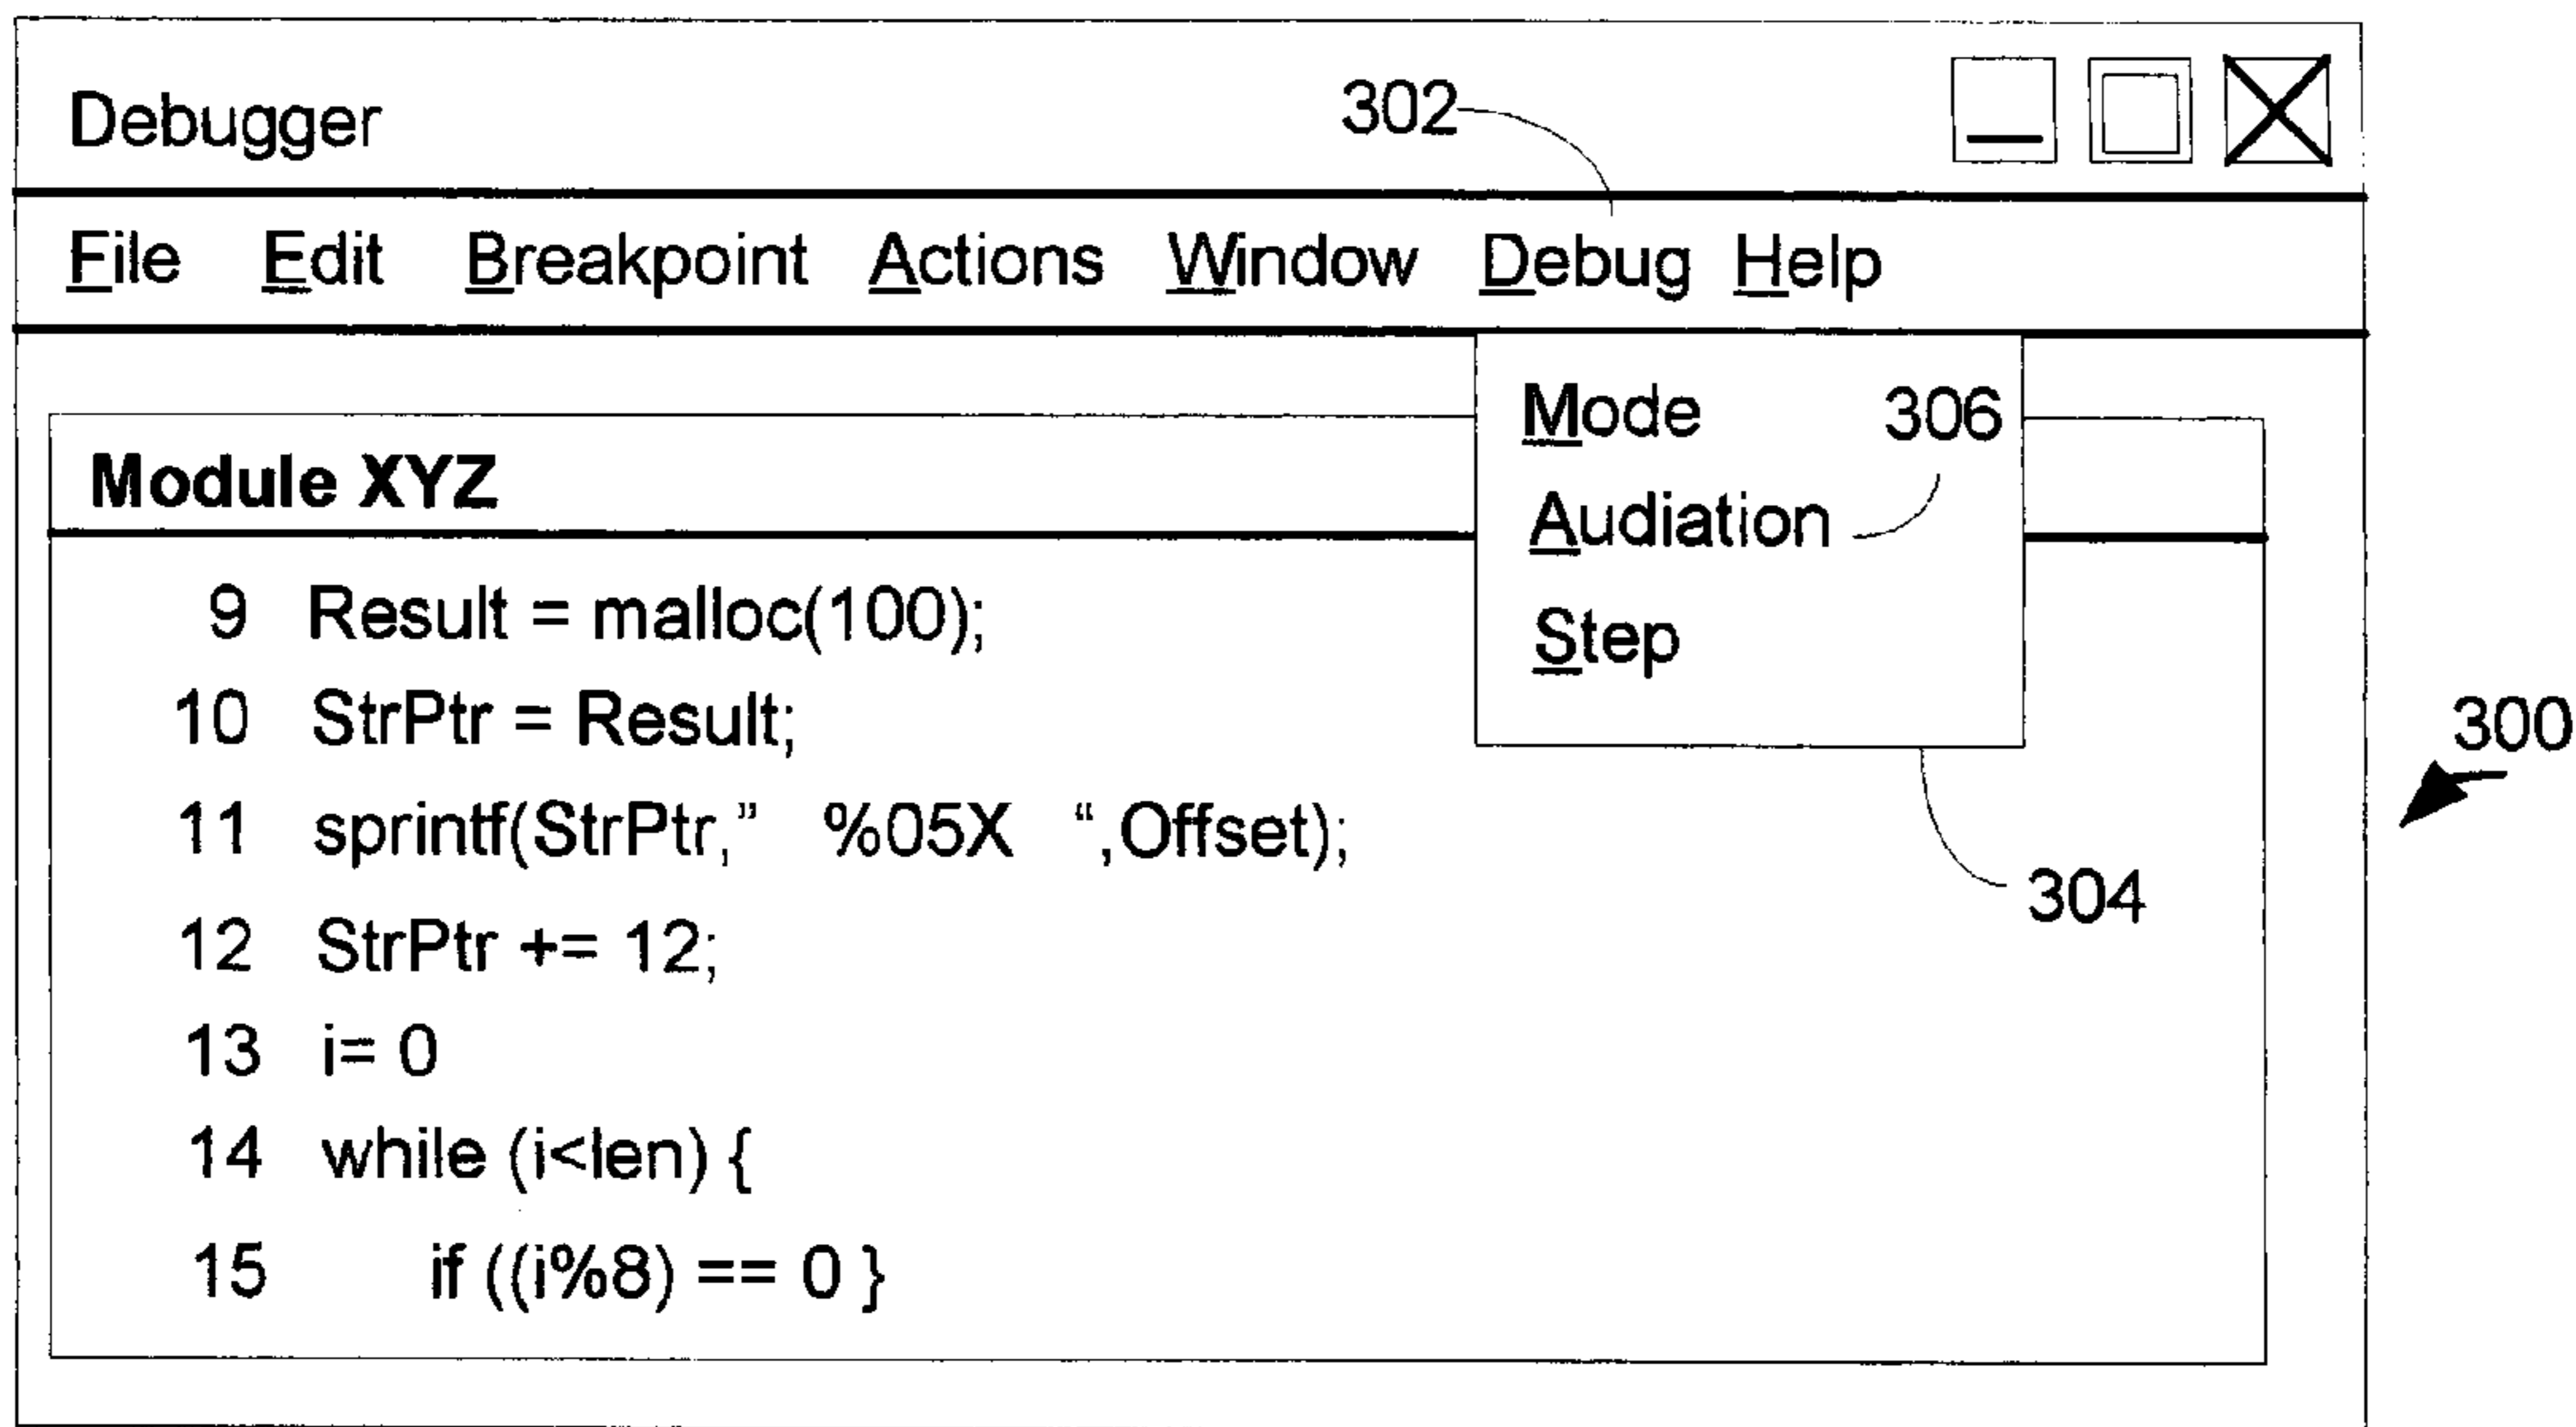 Debugger 302
File Edit Breakpoint Actions Window Debug Help
Mode 306
Audiation
Step
Module XYZ
9 Result = malloc(100);
10 StrPtr = Result;
11 sprintf(StrPtr,” %05X “,Offset);
12 StrPtr += 12;
13 i= 0
14 while (i<len) {
15 if ((i%8) == 0 }
300
304